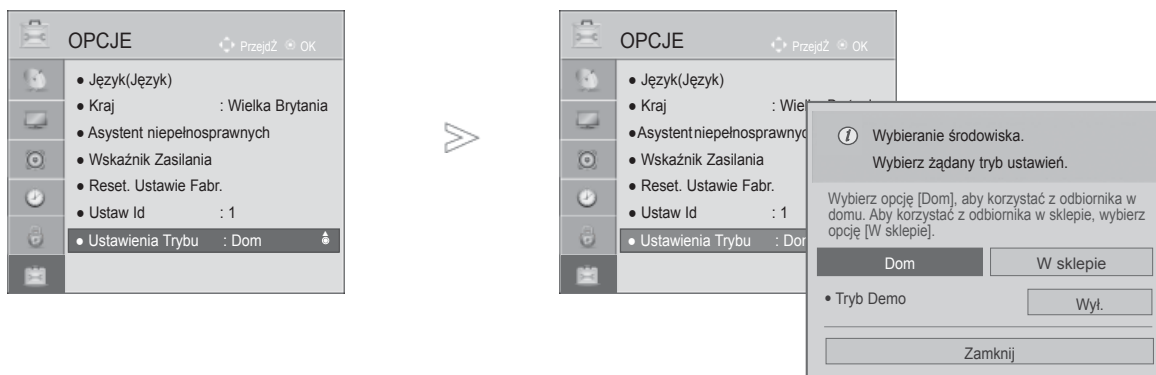 OPCJE PrzejdŹ OK
● Język(Język)
● Kraj : Wielka Brytania
● Asystent niepełnosprawnych
● Wskaźnik Zasilania
● Reset. Ustawie Fabr.
● Ustaw Id : 1
● Ustawienia Trybu : Dom
OPCJE PrzejdŹ OK
● Język(Język)
● Kraj
● Wskaźnik Zasilania
● Reset. Ustawie Fabr.
● Ustaw Id : 1
● Ustawienia Trybu
Wybieranie środowiska.
Wybierz żądany tryb ustawień.
Wybierz opcję [Dom], aby korzystać z odbiornika w
domu. Aby korzystać z odbiornika w sklepie, wybierz
opcję [W sklepie].
Dom W sklepie
• Tryb Demo Wył.
Zamknij